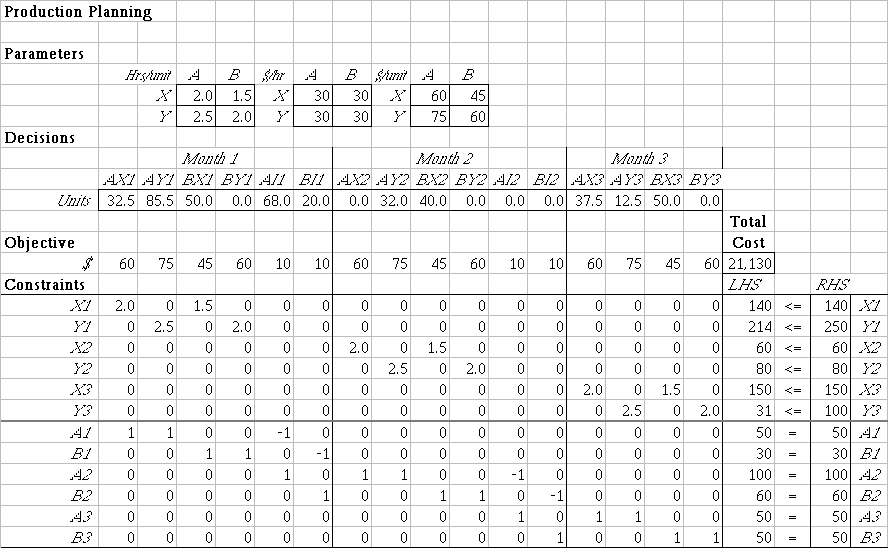 Production Planning
Parameters
Hrs/unit A B $/hr A B $/unit A B
X 2.0 1.5 X 30 30 X 60 45
Y 2.5 2.0 Y 30 30 Y 75 60
Decisions
Month 1 Month 2 Month 3
AX1 AY1 BX1 BY1 AI1 BI1 AX2 AY2 BX2 BY2 AI2 BI2 AX3 AY3 BX3 BY3
Units 32.5 85.5 50.0 0.0 68.0 20.0 0.0 32.0 40.0 0.0 0.0 0.0 37.5 12.5 50.0 0.0
Total
Objective Cost
$ 60 75 45 60 10 10 60 75 45 60 10 10 60 75 45 60 21,130
Constraints LHS RHS
X1 2.0 0 1.5 0 0 0 0 0 0 0 0 0 0 0 0 0 140 <= 140 X1
Y1 0 2.5 0 2.0 0 0 0 0 0 0 0 0 0 0 0 0 214 <= 250 Y1
X2 0 0 0 0 0 0 2.0 0 1.5 0 0 0 0 0 0 0 60 <= 60 X2
Y2 0 0 0 0 0 0 0 2.5 0 2.0 0 0 0 0 0 0 80 <= 80 Y2
X3 0 0 0 0 0 0 0 0 0 0 0 0 2.0 0 1.5 0 150 <= 150 X3
Y3 0 0 0 0 0 0 0 0 0 0 0 0 0 2.5 0 2.0 31 <= 100 Y3
A1 1 1 0 0 -1 0 0 0 0 0 0 0 0 0 0 0 50 = 50 A1
B1 0 0 1 1 0 -1 0 0 0 0 0 0 0 0 0 0 30 = 30 B1
A2 0 0 0 0 1 0 1 1 0 0 -1 0 0 0 0 0 100 = 100 A2
B2 0 0 0 0 0 1 0 0 1 1 0 -1 0 0 0 0 60 = 60 B2
A3 0 0 0 0 0 0 0 0 0 0 1 0 1 1 0 0 50 = 50 A3
B3 0 0 0 0 0 0 0 0 0 0 0 1 0 0 1 1 50 = 50 B3